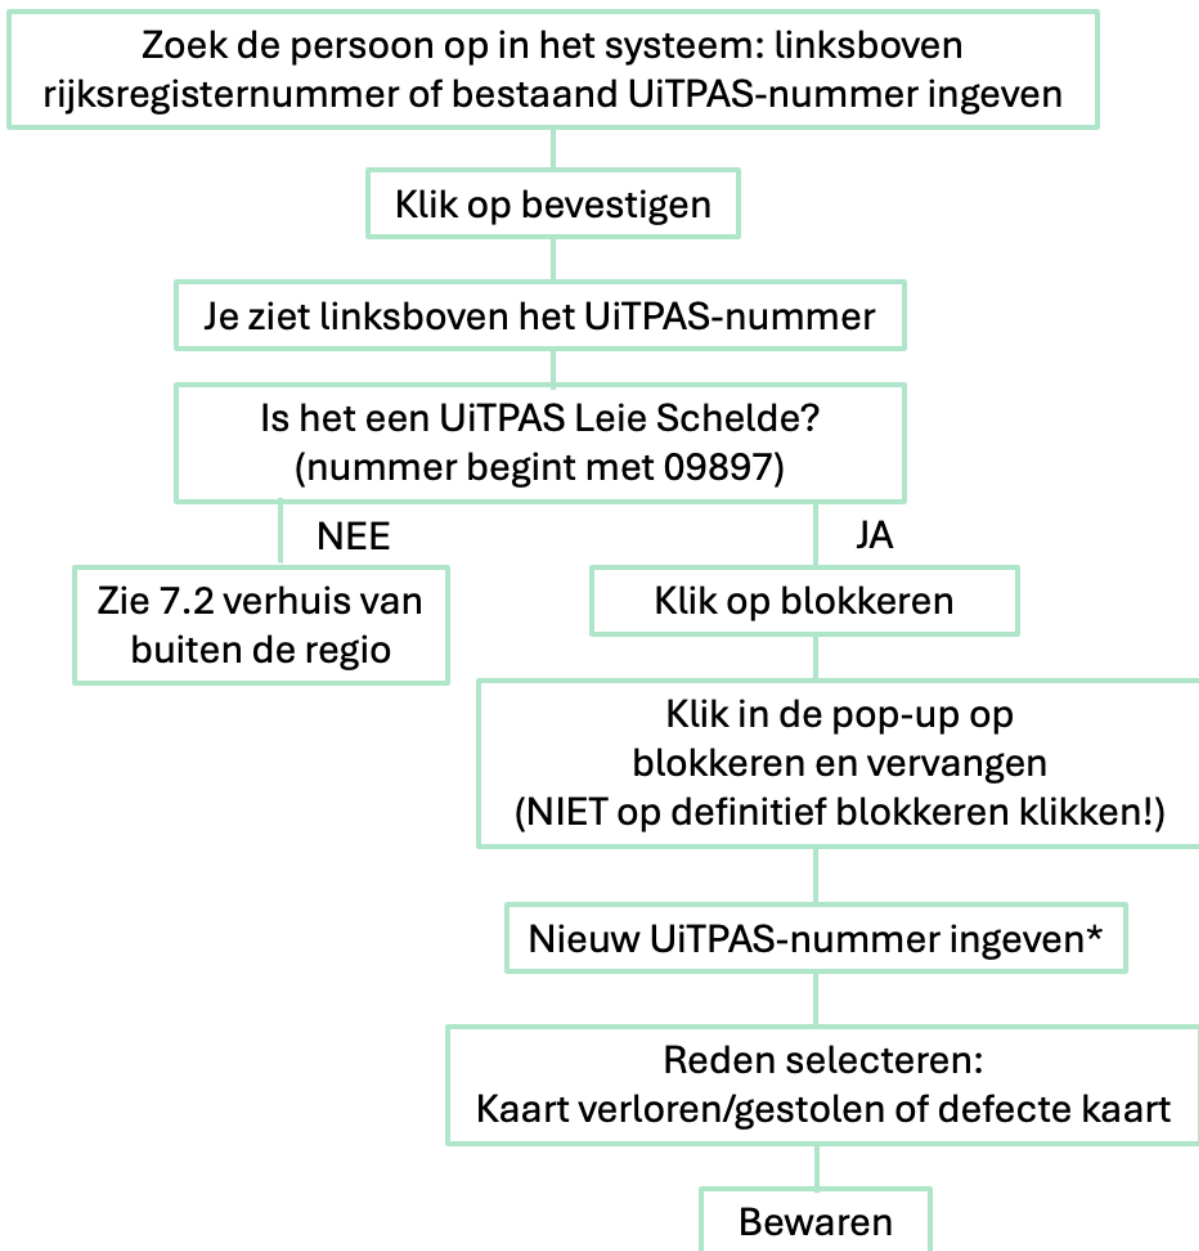 Zoek de persoon op in het systeem: linksboven
rijksregisternummer of bestaand UiTPAS-nummer ingeven
Klik op bevestigen
Je ziet linksboven het UiTPAS-nummer
Is het een UiTPAS Leie Schelde?
(nummer begint met 09897)
NEE
JA
Zie 7.2 verhuis van
buiten de regio
Klik op blokkeren
Klik in de pop-up op
blokkeren en vervangen
(NIET op definitief blokkeren klikken!)
Nieuw UiTPAS-nummer ingeven*
Reden selecteren:
Kaart verloren/gestolen of defecte kaart
Bewaren